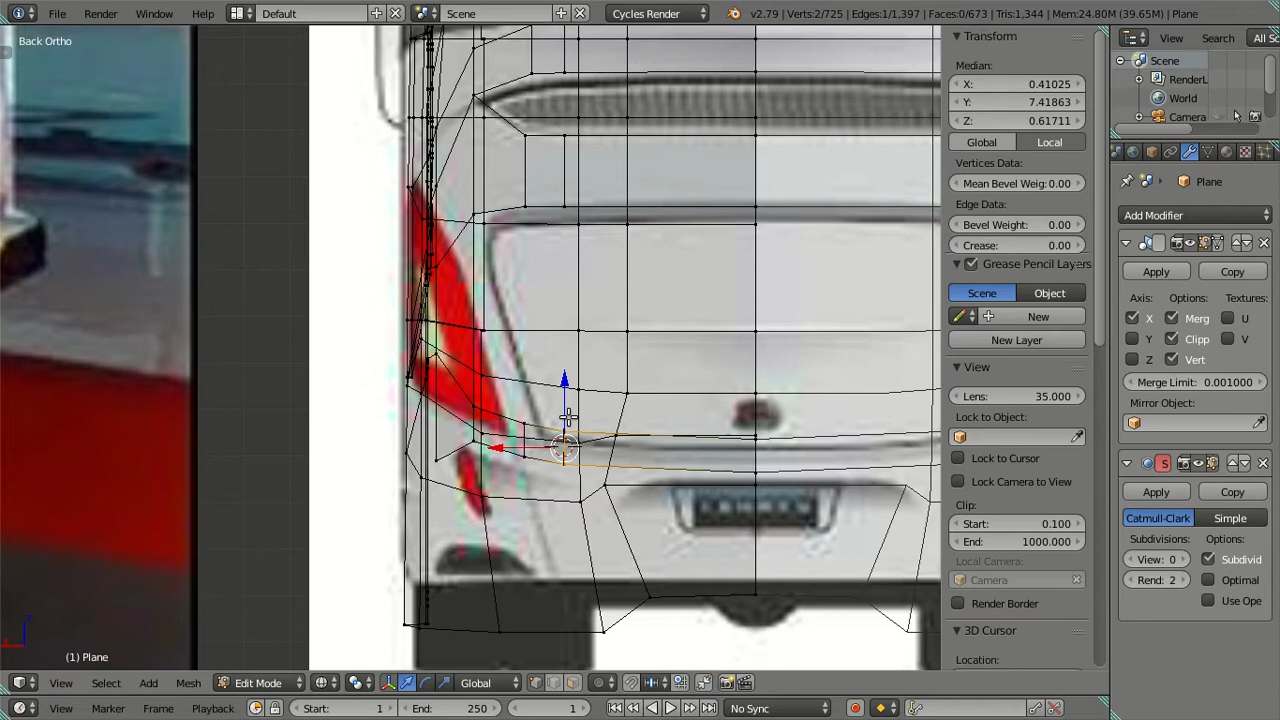 File Render Window Help Default Scene Cycles Render v2.79 | Verts:2/725 | Edges:1/1,397 | Faces:0/673 | Tris:1,344 | Mem:24.80M (39.65M) | Plane
Back Ortho
(1) Plane
Transform
Median:
X: 0.41025
Y: 7.41863
Z: 0.61711
Global Local
Vertices Data:
Mean Bevel Weig: 0.00
Edge Data:
Bevel Weight: 0.00
Crease: 0.00
Grease Pencil Layers
Scene Object
New
New Layer
View
Lens: 35.000
Lock to Object:
Lock to Cursor
Lock Camera to View
Clip:
Start: 0.100
End: 1000.000
Local Camera:
Camera
Render Border
3D Cursor
Location:
View Search All Sc
Scene
RenderL
World
Camera
Plane
Add Modifier
Apply Copy
Axis: Options: Textures:
X Merg U
Y Clipp V
Z Vert
Merge Limit: 0.001000
Mirror Object:
S
Apply Copy
Catmull-Clark Simple
Subdivisions: Options:
View: 0 Subdivid
Rend: 2 Optimal
Use Ope
View Select Add Mesh Edit Mode Global
View Marker Frame Playback Start: 1 End: 250 1 No Sync